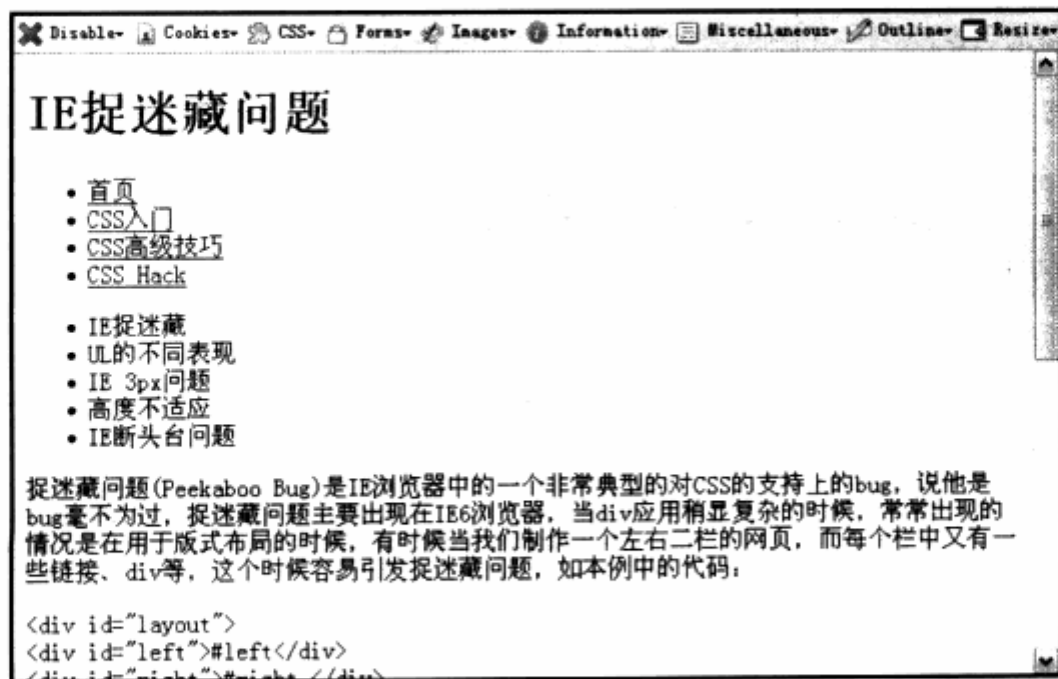 Disable Cookies CSS Forms Images Information Miscellaneous Outline Resize
IE捉迷藏问题
首页
CSS入门
CSS高级技巧
CSS Hack
IE捉迷藏
UL的不同表现
IE 3px问题
高度不适应
IE断头台问题
捉迷藏问题(Peekaboo Bug)是IE浏览器中的一个非常典型的对CSS的支持上的bug，说他是
bug毫不为过，捉迷藏问题主要出现在IE6浏览器，当div应用稍显复杂的时候，常常出现的
情况是在用于版式布局的时候，有时候当我们制作一个左右二栏的网页，而每个栏中又有一
些链接、div等，这个时候容易引发捉迷藏问题，如本例中的代码：
<div id="layout">
<div id="left">#left</div>
<div id="right">#right </div>